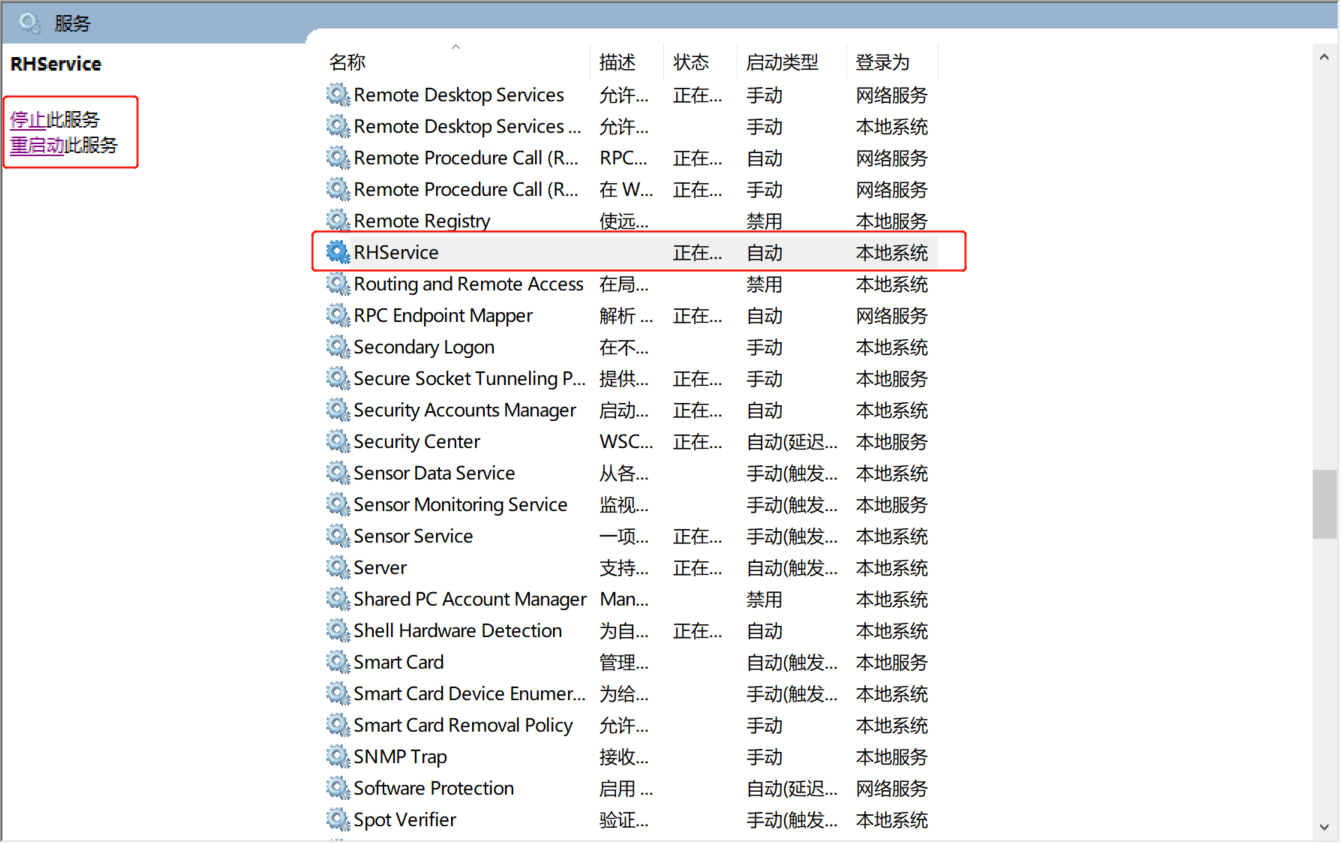 服务
RHService
停止此服务
重启动此服务
名称 描述 状态 启动类型 登录为
Remote Desktop Services 允许... 正在... 手动 网络服务
Remote Desktop Services ... 允许... 手动 本地系统
Remote Procedure Call (R... RPC... 正在... 自动 网络服务
Remote Procedure Call (R... 在 W... 正在... 手动 网络服务
Remote Registry 使远... 禁用 本地服务
RHService 正在... 自动 本地系统
Routing and Remote Access 在局... 禁用 本地系统
RPC Endpoint Mapper 解析 ... 正在... 自动 网络服务
Secondary Logon 在不... 手动 本地系统
Secure Socket Tunneling P... 提供... 正在... 手动 本地服务
Security Accounts Manager 启动... 正在... 自动 本地系统
Security Center WSC... 正在... 自动(延迟... 本地服务
Sensor Data Service 从各... 手动(触发... 本地系统
Sensor Monitoring Service 监视... 手动(触发... 本地服务
Sensor Service 一项... 正在... 手动(触发... 本地系统
Server 支持... 正在... 自动(触发... 本地系统
Shared PC Account Manager Man... 禁用 本地系统
Shell Hardware Detection 为自... 正在... 自动 本地系统
Smart Card 管理... 自动(触发... 本地服务
Smart Card Device Enumer... 为给... 手动(触发... 本地系统
Smart Card Removal Policy 允许... 手动 本地系统
SNMP Trap 接收... 手动 本地服务
Software Protection 启用 ... 自动(延迟... 网络服务
Spot Verifier 验证... 手动(触发... 本地系统